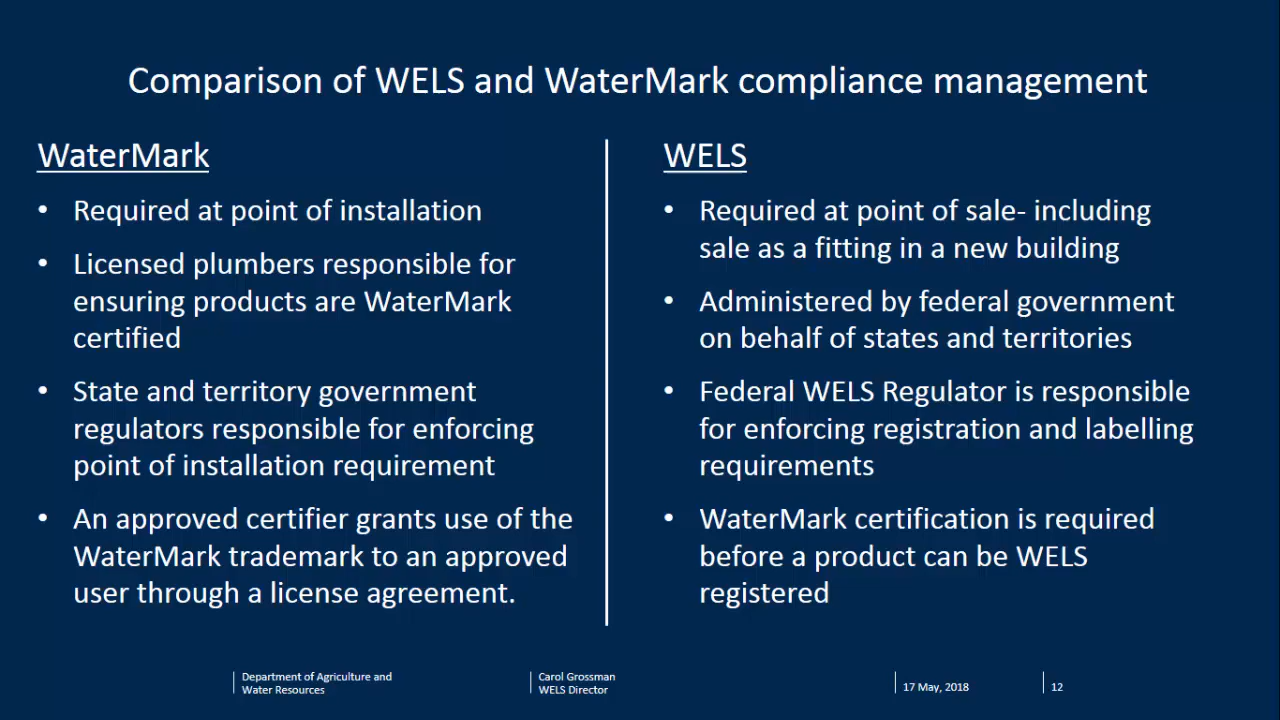 Comparison of WELS and WaterMark compliance management
WaterMark
• Required at point of installation
• Licensed plumbers responsible for
ensuring products are WaterMark
certified
• State and territory government
regulators responsible for enforcing
point of installation requirement
• An approved certifier grants use of the
WaterMark trademark to an approved
user through a license agreement.
WELS
• Required at point of sale- including
sale as a fitting in a new building
• Administered by federal government
on behalf of states and territories
• Federal WELS Regulator is responsible
for enforcing registration and labelling
requirements
• WaterMark certification is required
before a product can be WELS
registered
Department of Agriculture and
Water Resources
Carol Grossman
WELS Director
17 May, 2018
12